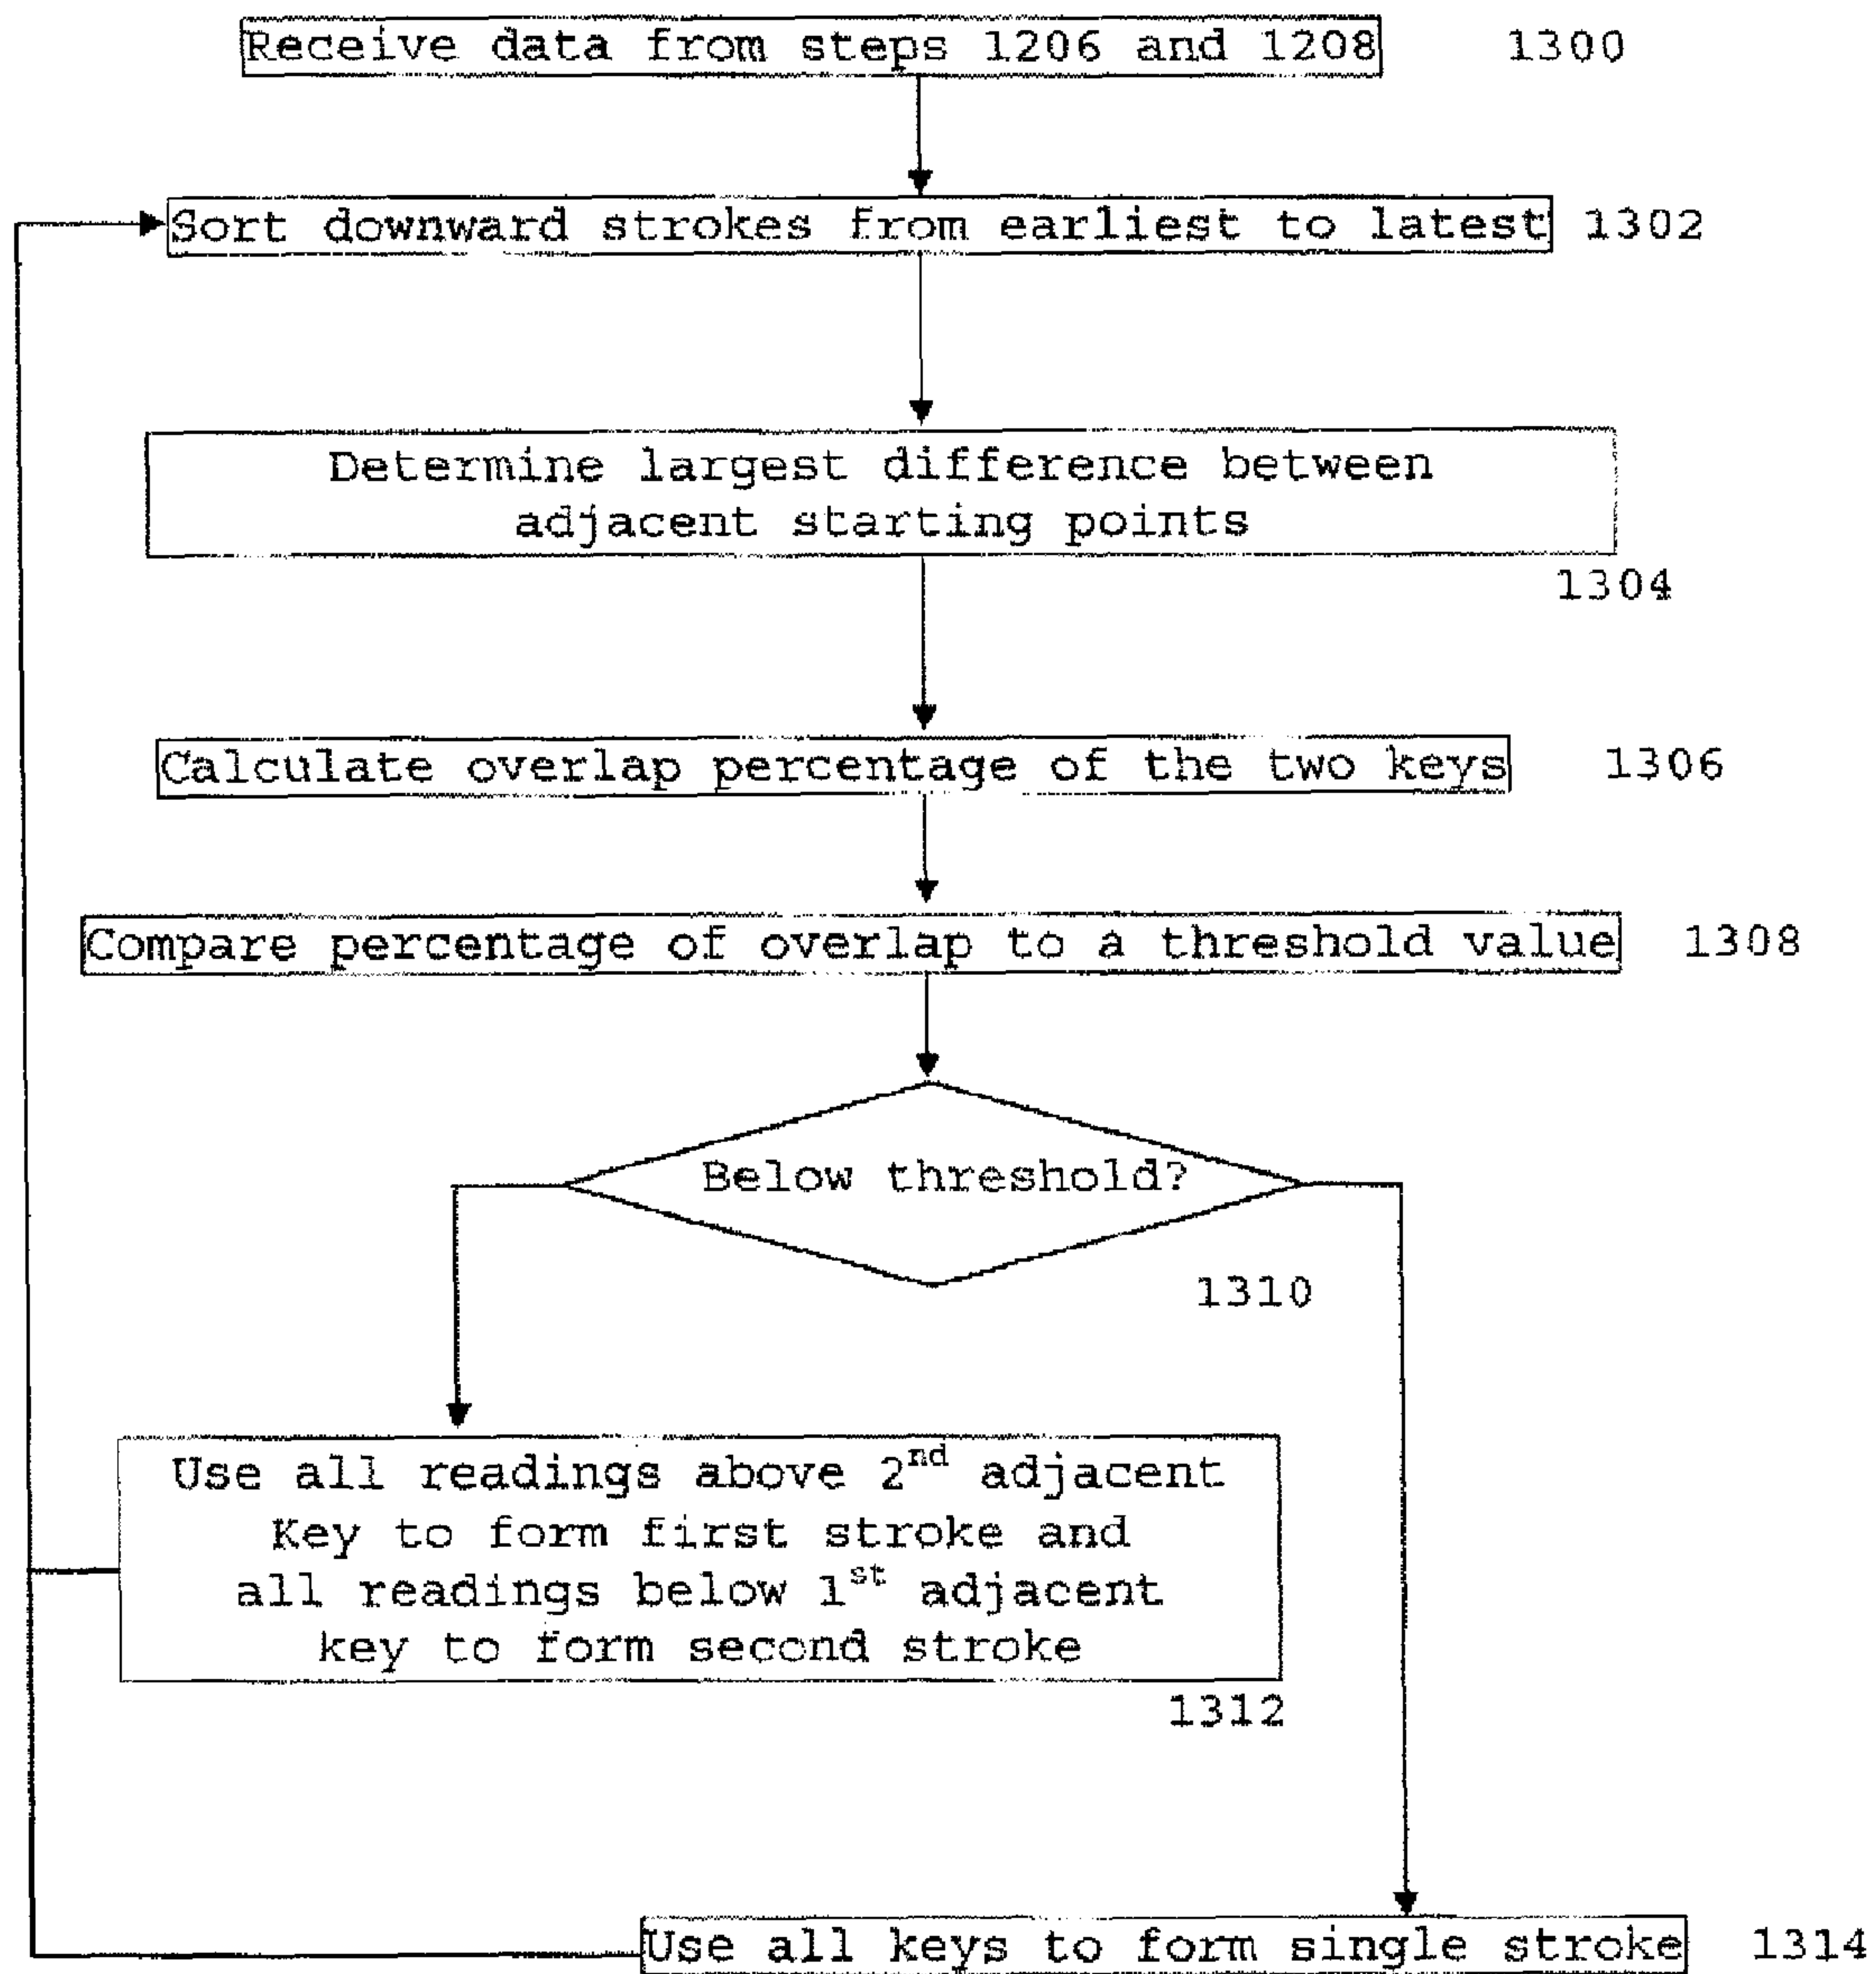 Receive data from steps 1206 and 1208 1300
Sort downward strokes from earliest to latest 1302
Determine largest difference between
adjacent starting points
1304
Calculate overlap percentage of the two keys 1306
Compare percentage of overlap to a threshold value 1308
Below threshold?
1310
Use all readings above 2nd adjacent
Key to form first stroke and
all readings below 1st adjacent
key to form second stroke
1312
Use all keys to form single stroke 1314